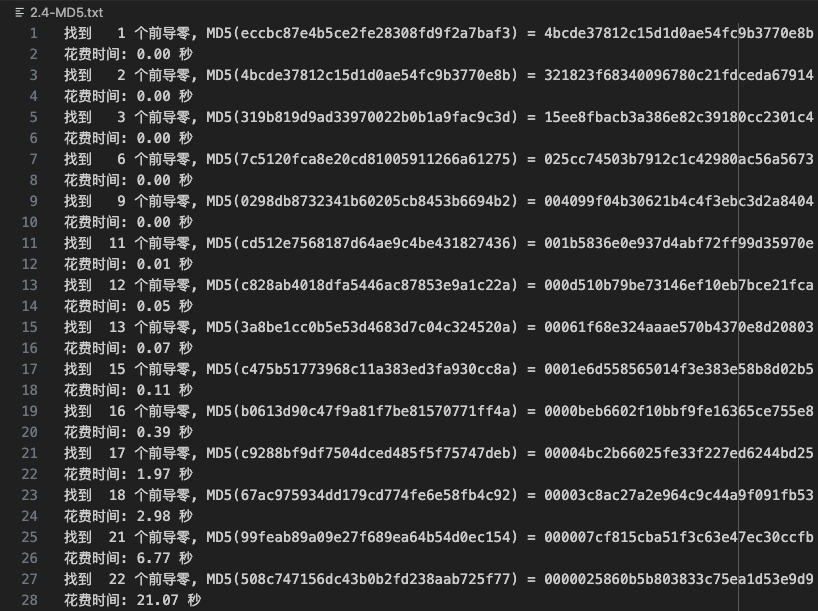 2.4-MD5.txt
1 找到 1 个前导零, MD5(eccbc87e4b5ce2fe28308fd9f2a7baf3) = 4bcde37812c15d1d0ae54fc9b3770e8b
2 花费时间: 0.00 秒
3 找到 2 个前导零, MD5(4bcde37812c15d1d0ae54fc9b3770e8b) = 321823f68340096780c21fdceda67914
4 花费时间: 0.00 秒
5 找到 3 个前导零, MD5(319b819d9ad33970022b0b1a9fac9c3d) = 15ee8fbacb3a386e82c39180cc2301c4
6 花费时间: 0.00 秒
7 找到 6 个前导零, MD5(7c5120fca8e20cd81005911266a61275) = 025cc74503b7912c1c42980ac56a5673
8 花费时间: 0.00 秒
9 找到 9 个前导零, MD5(0298db8732341b60205cb8453b6694b2) = 004099f04b30621b4c4f3ebc3d2a8404
10 花费时间: 0.00 秒
11 找到 11 个前导零, MD5(cd512e7568187d64ae9c4be431827436) = 001b5836e0e937d4abf72ff99d35970e
12 花费时间: 0.01 秒
13 找到 12 个前导零, MD5(c828ab4018dfa5446ac87853e9a1c22a) = 000d510b79be73146ef10eb7bce21fca
14 花费时间: 0.05 秒
15 找到 13 个前导零, MD5(3a8be1cc0b5e53d4683d7c04c324520a) = 00061f68e324aaae570b4370e8d20803
16 花费时间: 0.07 秒
17 找到 15 个前导零, MD5(c475b51773968c11a383ed3fa930cc8a) = 0001e6d558565014f3e383e58b8d02b5
18 花费时间: 0.11 秒
19 找到 16 个前导零, MD5(b0613d90c47f9a81f7be81570771ff4a) = 0000beb6602f10bbf9fe16365ce755e8
20 花费时间: 0.39 秒
21 找到 17 个前导零, MD5(c9288bf9df7504dced485f5f75747deb) = 00004bc2b66025fe33f227ed6244bd25
22 花费时间: 1.97 秒
23 找到 18 个前导零, MD5(67ac975934dd179cd774fe6e58fb4c92) = 00003c8ac27a2e964c9c44a9f091fb53
24 花费时间: 2.98 秒
25 找到 21 个前导零, MD5(99feab89a09e27f689ea64b54d0ec154) = 000007cf815cba51f3c63e47ec30ccfb
26 花费时间: 6.77 秒
27 找到 22 个前导零, MD5(508c747156dc43b0b2fd238aab725f77) = 0000025860b5b803833c75ea1d53e9d9
28 花费时间: 21.07 秒